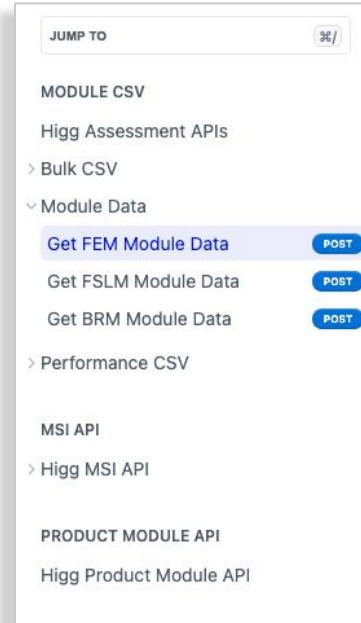 JUMP TO ⌘/
MODULE CSV
Higg Assessment APIs
Bulk CSV
Module Data
Get FEM Module Data POST
Get FSLM Module Data POST
Get BRM Module Data POST
Performance CSV
MSI API
Higg MSI API
PRODUCT MODULE API
Higg Product Module API